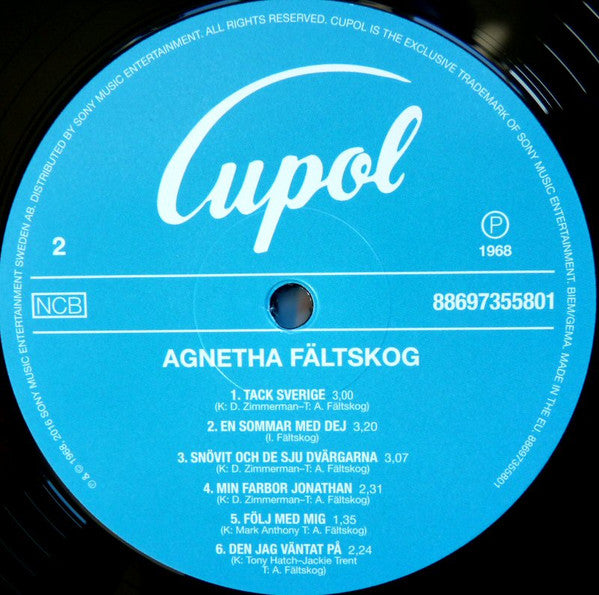 DISTRIBUTED BY SONY MUSIC ENTERTAINMENT. ALL RIGHTS RESERVED. CUPOL IS THE EXCLUSIVE TRADEMARK OF SONY MUSIC ENTERTAINMENT. BIEM/GEMA. MADE IN THE EU. 88697355801
Cupol
2
Ⓟ
1968
NCB
88697355801
AGNETHA FÄLTSKOG
1. TACK SVERIGE 3,00
(K: D. Zimmerman–T: A. Fältskog)
2. EN SOMMAR MED DEJ 3,20
(I. Fältskog)
3. SNÖVIT OCH DE SJU DVÄRGARNA 3,07
(K: D. Zimmerman–T: A. Fältskog)
4. MIN FARBOR JONATHAN 2,31
(K: D. Zimmerman–T: A. Fältskog)
5. FÖLJ MED MIG 1,35
(K: Mark Anthony T: A. Fältskog)
6. DEN JAG VÄNTAT PÅ 2,24
(K: Tony Hatch–Jackie Trent
T: A. Fältskog)
℗ & © 1968, 2016 SONY MUSIC ENTERTAINMENT SWEDEN AB.